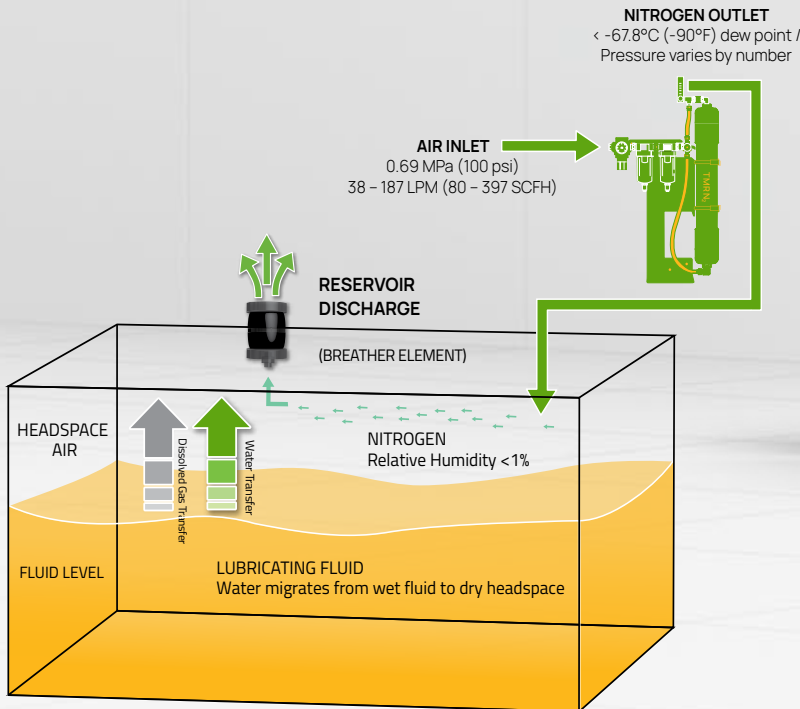 NITROGEN OUTLET
< -67.8°C (-90°F) dew point /
Pressure varies by number
AIR INLET
0.69 MPa (100 psi)
38 – 187 LPM (80 – 397 SCFH)
TMRN₂
RESERVOIR
DISCHARGE
(BREATHER ELEMENT)
HEADSPACE
AIR
Dissolved Gas Transfer
Water Transfer
NITROGEN
Relative Humidity <1%
FLUID LEVEL
LUBRICATING FLUID
Water migrates from wet fluid to dry headspace